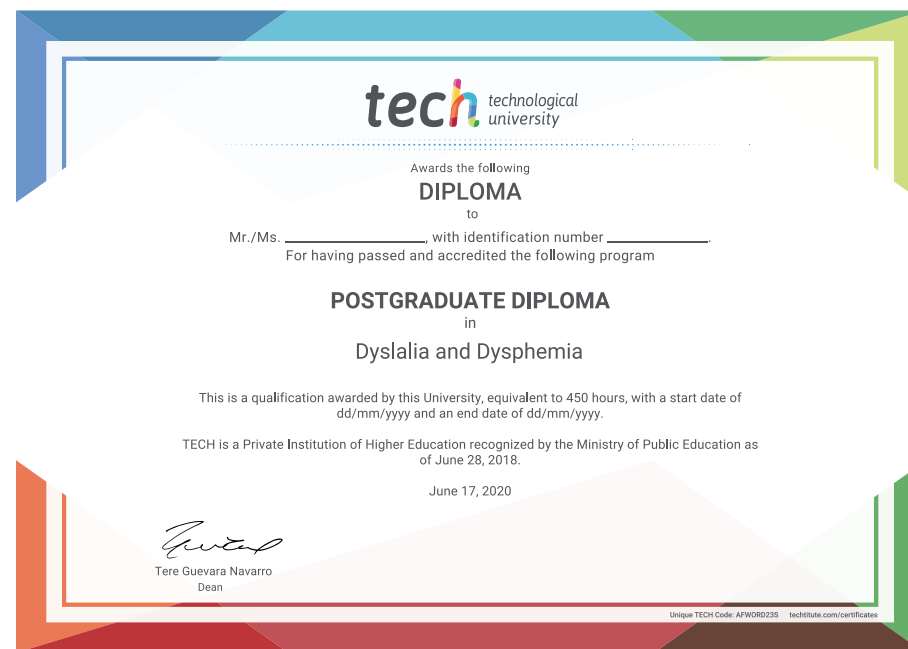 tech technological
university
Awards the following
DIPLOMA
to
Mr./Ms. ____________________, with identification number ______________.
For having passed and accredited the following program
POSTGRADUATE DIPLOMA
in
Dyslalia and Dysphemia
This is a qualification awarded by this University, equivalent to 450 hours, with a start date of
dd/mm/yyyy and an end date of dd/mm/yyyy.
TECH is a Private Institution of Higher Education recognized by the Ministry of Public Education as
of June 28, 2018.
June 17, 2020
Tere Guevara Navarro
Dean
Unique TECH Code: AFWORD23S techtitute.com/certificates